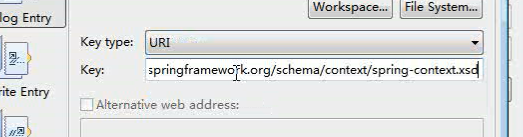 log Entry
Workspace...
File System...
Key type:
URI
Key:
springframework.org/schema/context/spring-context.xsd
rite Entry
Alternative web address: